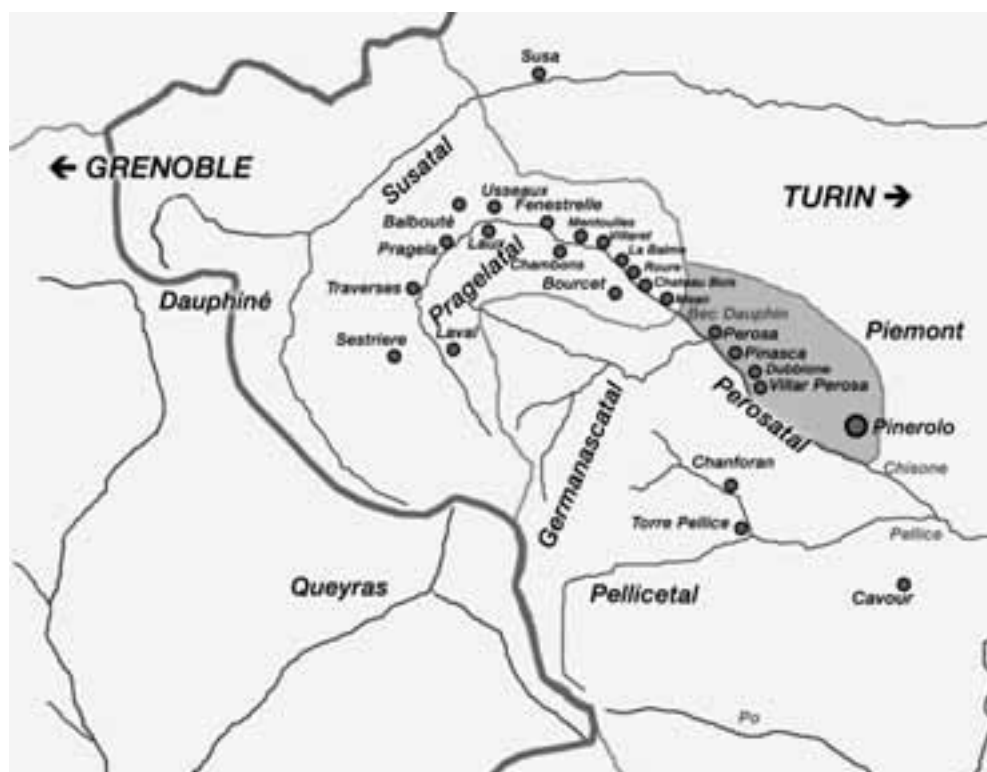 Susa
← GRENOBLE
TURIN →
Susatal
Usseaux
Fenestrelle
Balbouté
Mentoulles
Laux
Villaret
Pragela
La Balme
Chambons
Roure
Pragelatal
Bourcet
Chateau Bois
Traverses
Dauphiné
Bec Dauphin
Piemont
Sestriere
Laval
Perosa
Pinasca
Dubbione
Villar Perosa
Perosatal
Pinerolo
Germanascatal
Chanforan
Chisone
Torre Pellice
Pellice
Queyras
Pellicetal
Cavour
Po